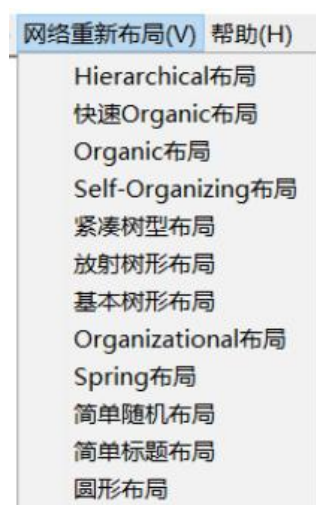 网络重新布局(V) 帮助(H)
Hierarchical布局
快速Organic布局
Organic布局
Self-Organizing布局
紧凑树型布局
放射树形布局
基本树形布局
Organizational布局
Spring布局
简单随机布局
简单标题布局
圆形布局